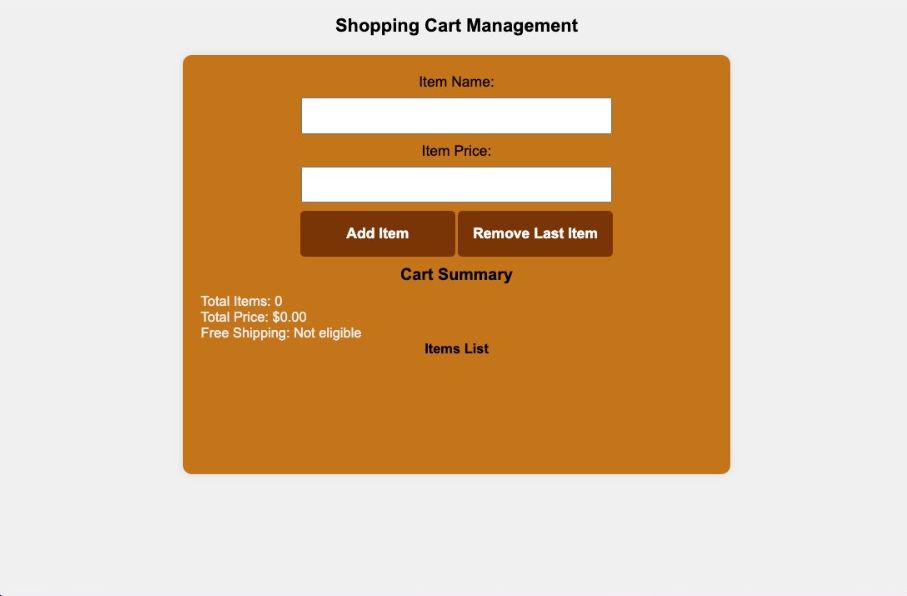 Shopping Cart Management
Item Name:
Item Price:
Add Item
Remove Last Item
Cart Summary
Total Items: 0
Total Price: $0.00
Free Shipping: Not eligible
Items List